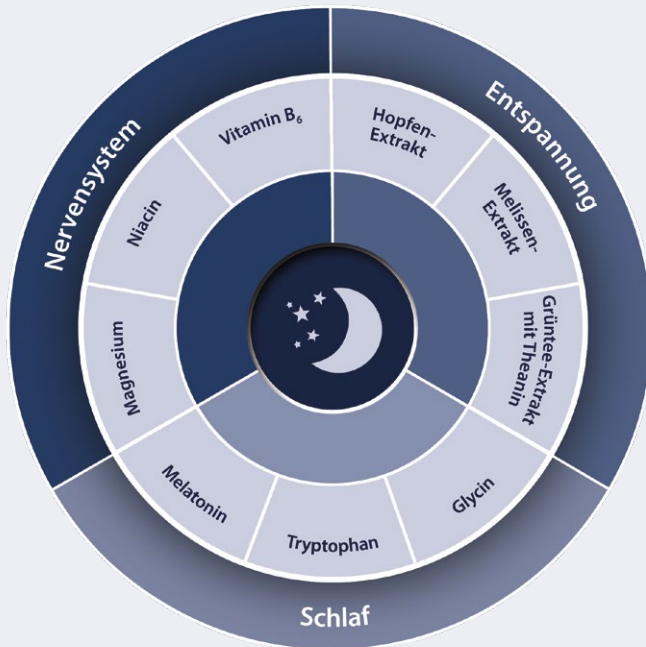 Nervensystem
Vitamin B₆
Niacin
Magnesium
Entspannung
Hopfen-
Extrakt
Melissen-
Extrakt
Grüntee-Extrakt
mit Theanin
Melatonin
Tryptophan
Glycin
Schlaf